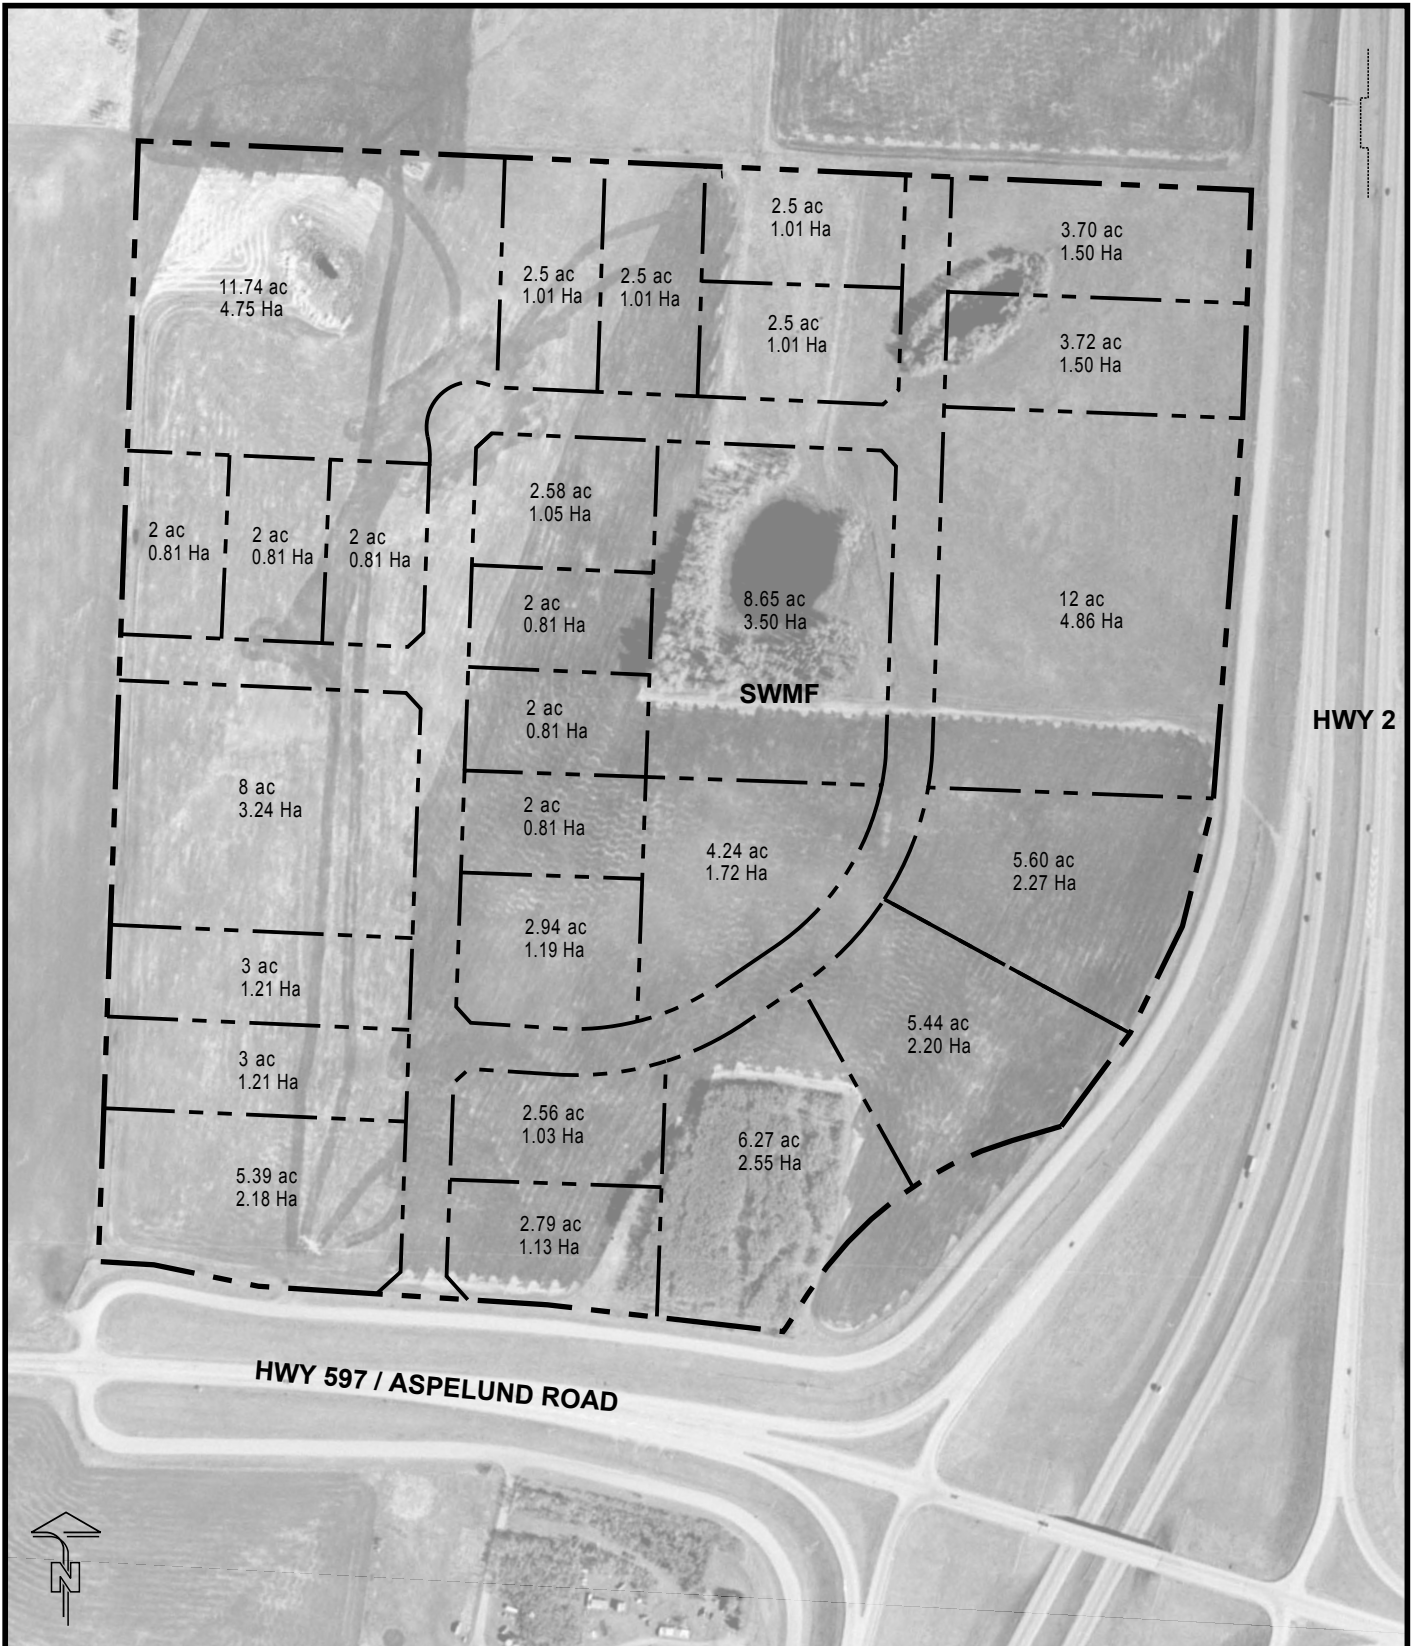 2.5 ac
1.01 Ha
3.70 ac
1.50 Ha
11.74 ac
4.75 Ha
2.5 ac
1.01 Ha
2.5 ac
1.01 Ha
2.5 ac
1.01 Ha
3.72 ac
1.50 Ha
2.58 ac
1.05 Ha
2 ac
0.81 Ha
2 ac
0.81 Ha
2 ac
0.81 Ha
2 ac
0.81 Ha
8.65 ac
3.50 Ha
12 ac
4.86 Ha
SWMF
HWY 2
2 ac
0.81 Ha
8 ac
3.24 Ha
2 ac
0.81 Ha
4.24 ac
1.72 Ha
5.60 ac
2.27 Ha
2.94 ac
1.19 Ha
3 ac
1.21 Ha
5.44 ac
2.20 Ha
3 ac
1.21 Ha
2.56 ac
1.03 Ha
6.27 ac
2.55 Ha
5.39 ac
2.18 Ha
2.79 ac
1.13 Ha
HWY 597 / ASPELUND ROAD
N